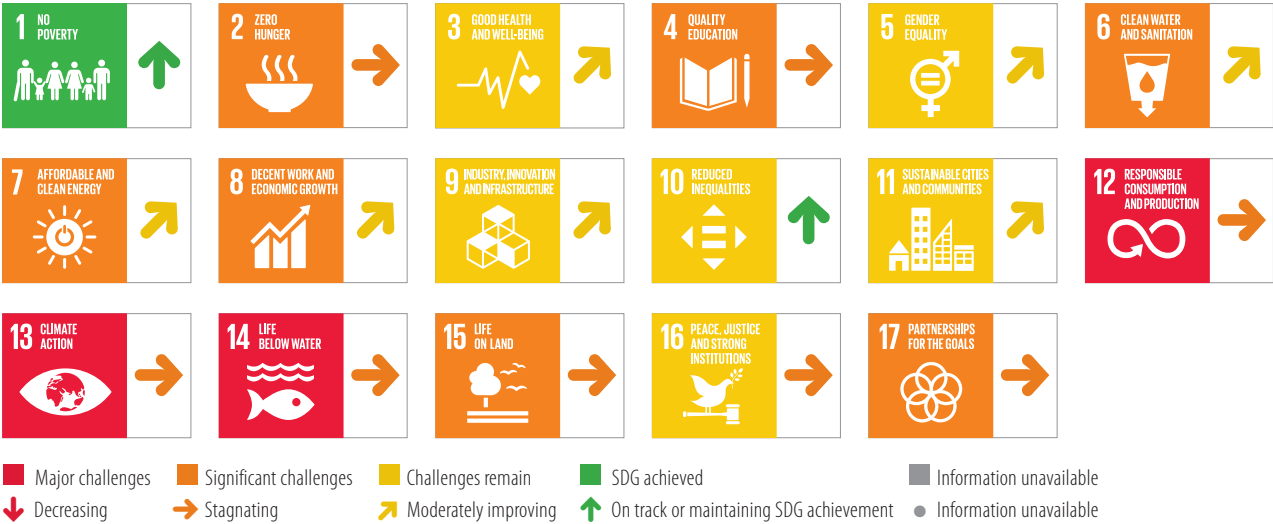 1 NO
POVERTY
2 ZERO
HUNGER
3 GOOD HEALTH
AND WELL-BEING
4 QUALITY
EDUCATION
5 GENDER
EQUALITY
6 CLEAN WATER
AND SANITATION
7 AFFORDABLE AND
CLEAN ENERGY
8 DECENT WORK AND
ECONOMIC GROWTH
9 INDUSTRY, INNOVATION
AND INFRASTRUCTURE
10 REDUCED
INEQUALITIES
11 SUSTAINABLE CITIES
AND COMMUNITIES
12 RESPONSIBLE
CONSUMPTION
AND PRODUCTION
13 CLIMATE
ACTION
14 LIFE
BELOW WATER
15 LIFE
ON LAND
16 PEACE, JUSTICE
AND STRONG
INSTITUTIONS
17 PARTNERSHIPS
FOR THE GOALS
Major challenges Significant challenges Challenges remain SDG achieved Information unavailable
Decreasing Stagnating Moderately improving On track or maintaining SDG achievement Information unavailable